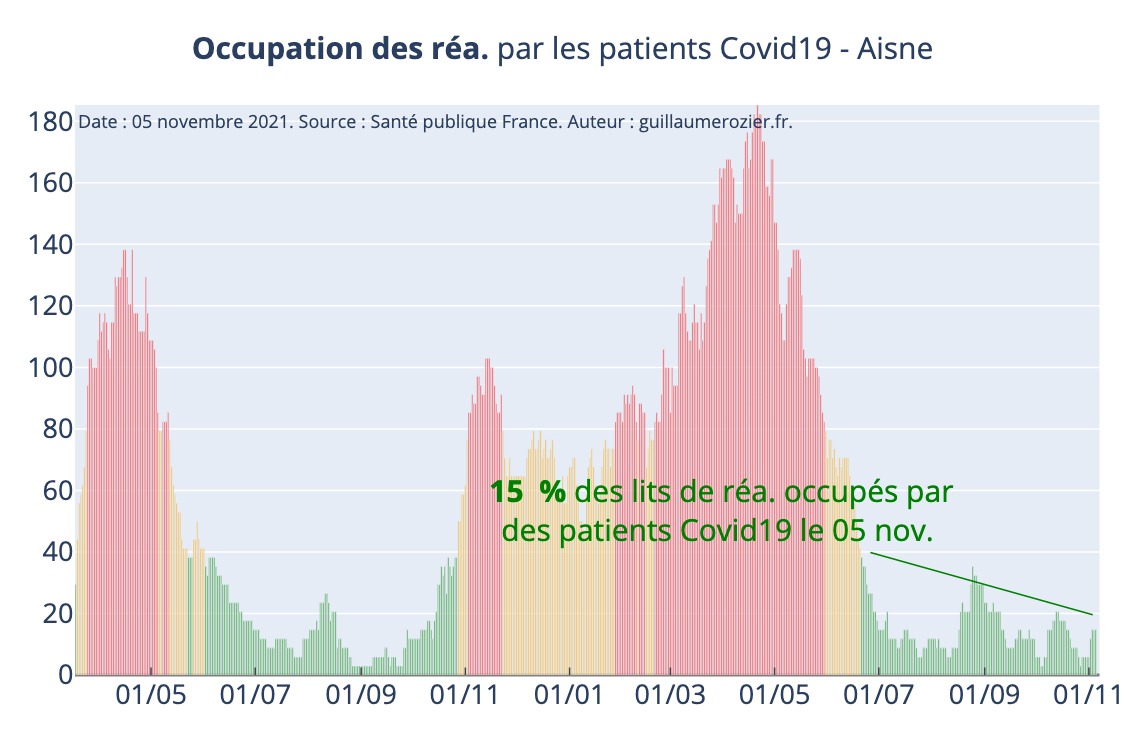 Occupation des réa. par les patients Covid19 - Aisne
180
Date : 05 novembre 2021. Source : Santé publique France. Auteur : guillaumerozier.fr.
160
140
120
100
80
60
15 % des lits de réa. occupés par
des patients Covid19 le 05 nov.
40
20
0
01/05 01/07 01/09 01/11 01/01 01/03 01/05 01/07 01/09 01/11